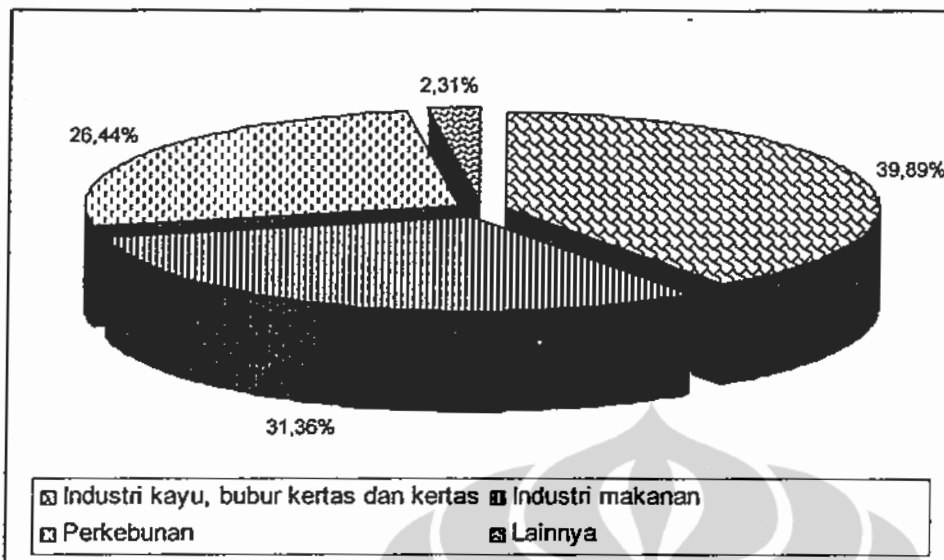 2,31%
26,44%
39,89%
31,36%
Industri kayu, bubur kertas dan kertas Industri makanan
Perkebunan Lainnya